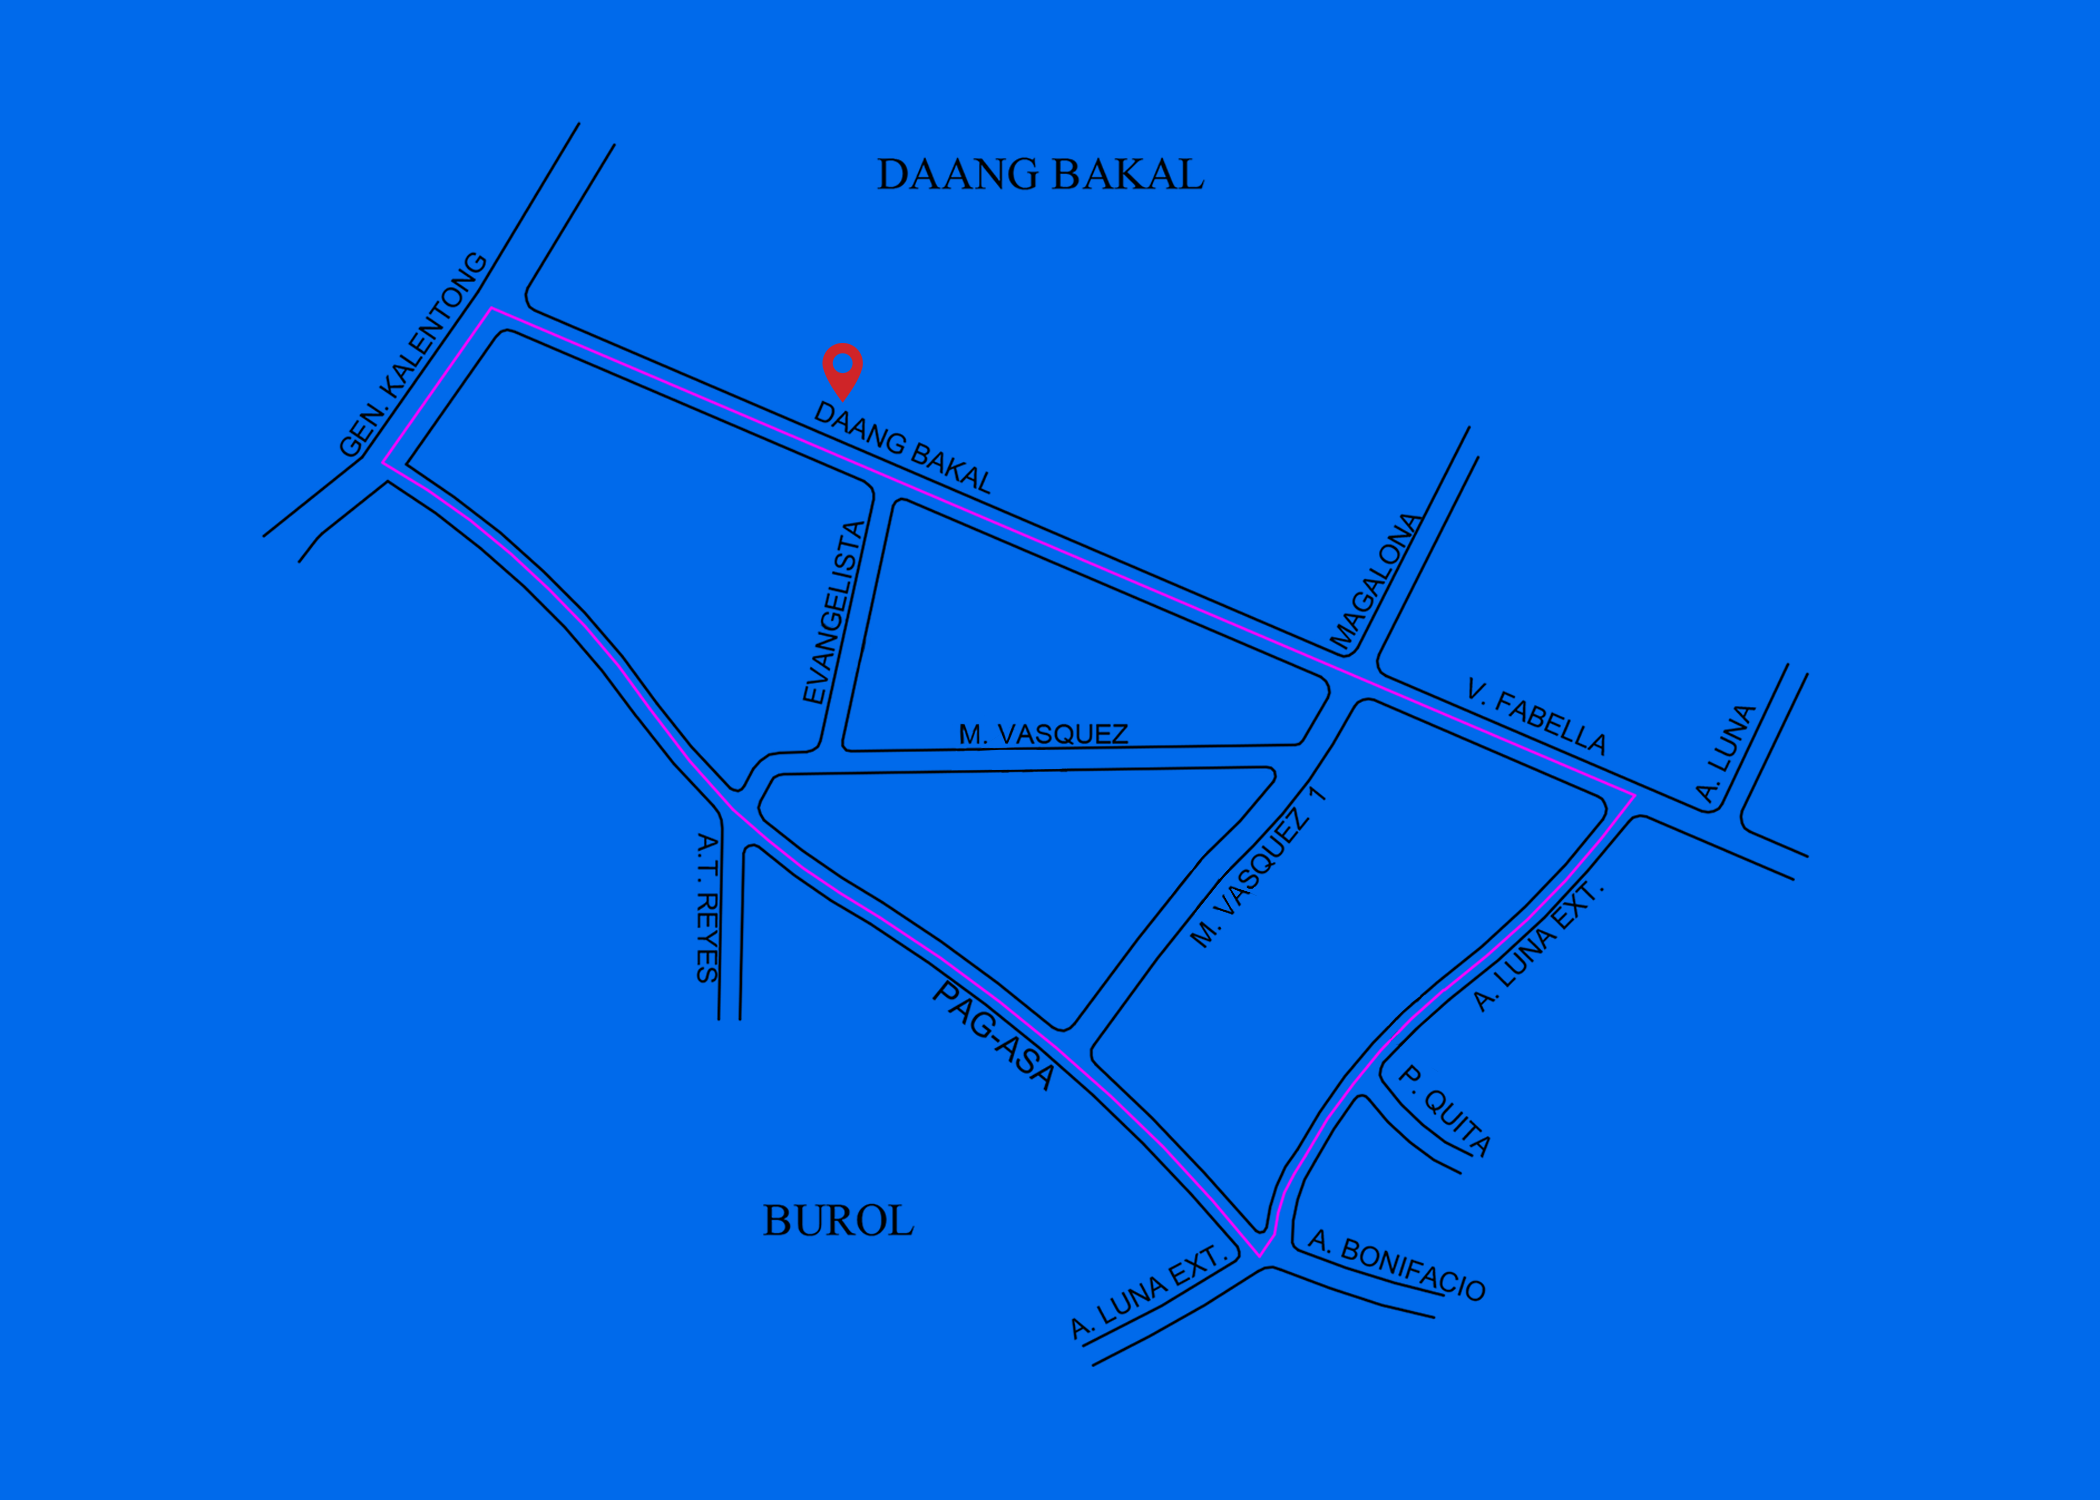 DAANG BAKAL
GEN. KALENTONG
DAANG BAKAL
EVANGELISTA
MAGALONA
V. FABELLA
A. LUNA
M. VASQUEZ
M. VASQUEZ 1
A.T. REYES
A. LUNA EXT.
PAG-ASA
P. QUITA
BUROL
A. LUNA EXT.
A. BONIFACIO